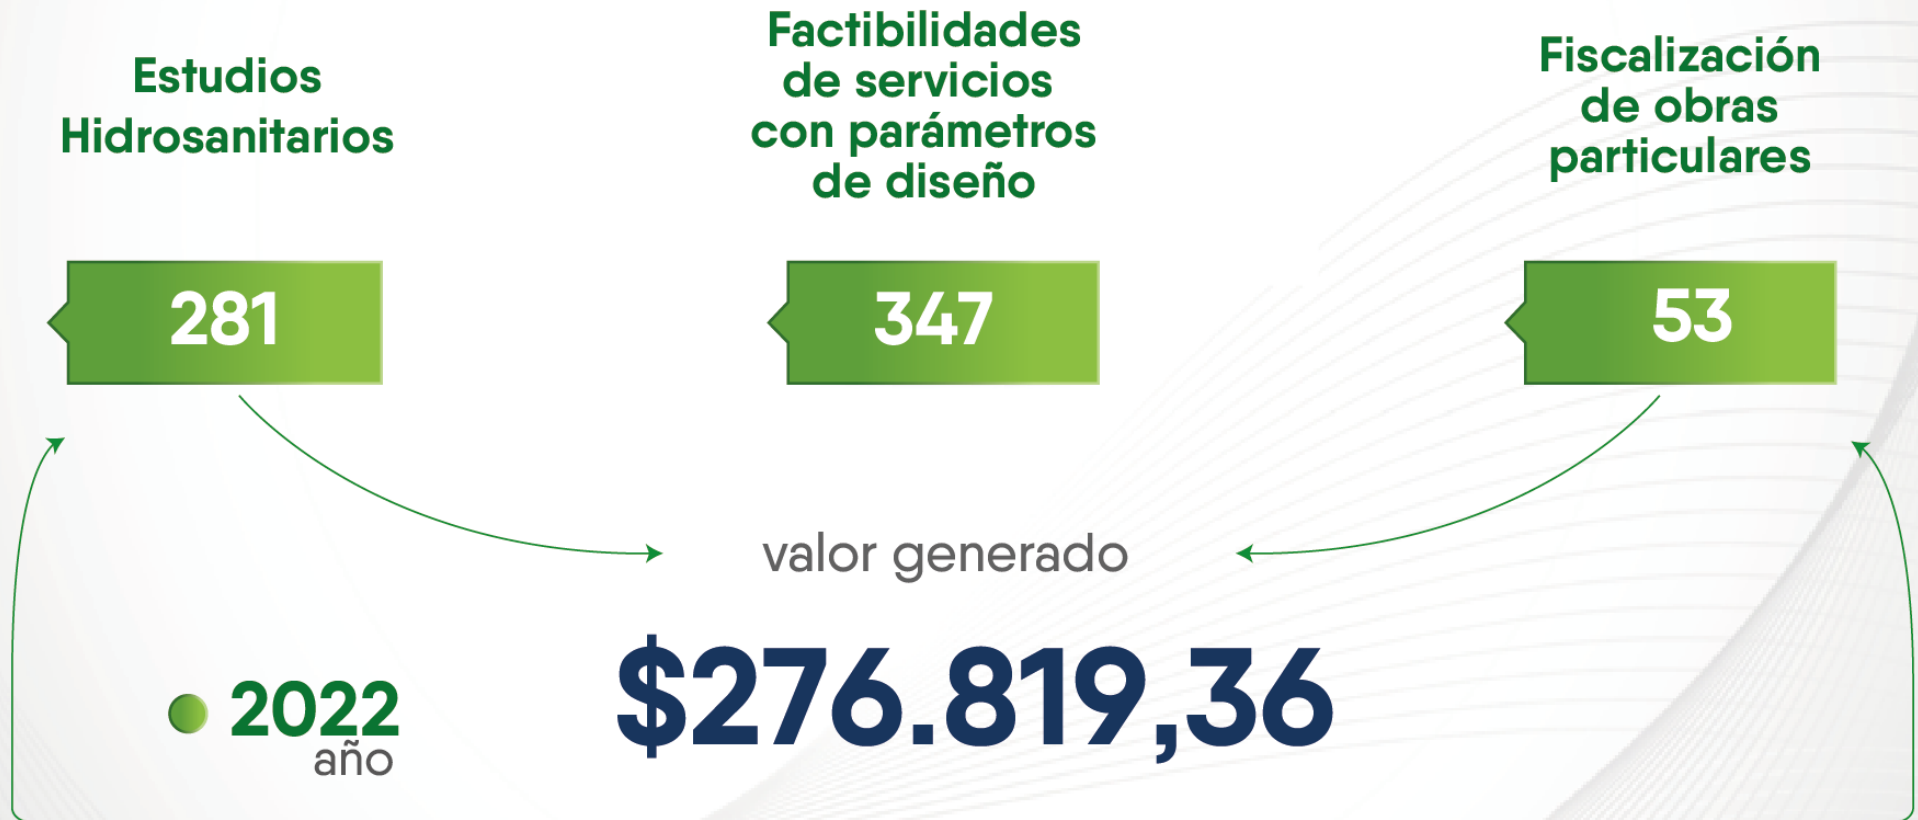 Estudios
Hidrosanitarios
281
Factibilidades
de servicios
con parámetros
de diseño
347
Fiscalización
de obras
particulares
53
valor generado
$276.819,36
2022
año